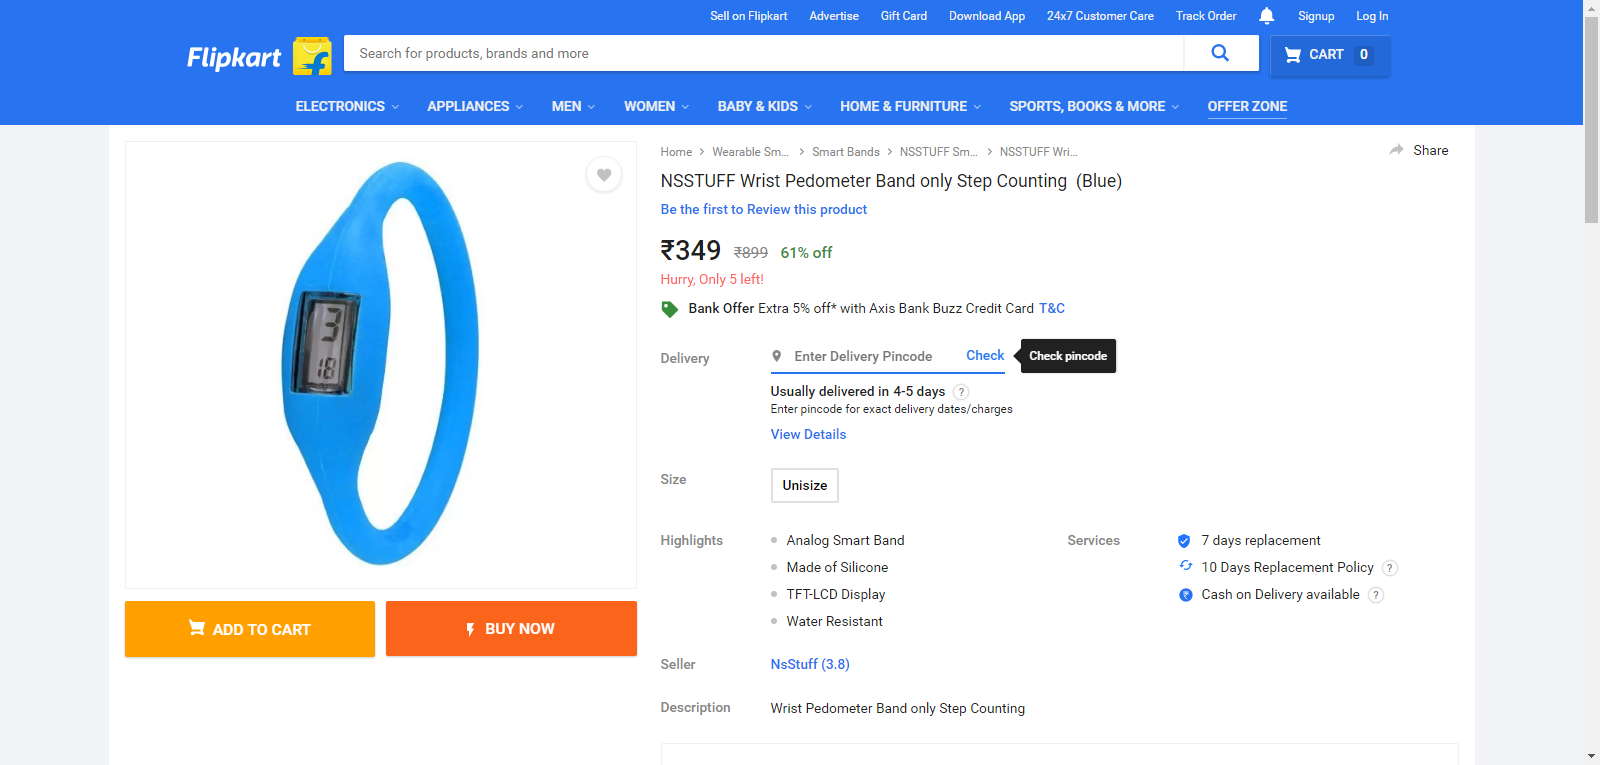 Sell on Flipkart Advertise Gift Card Download App 24x7 Customer Care Track Order Signup Log In
Flipkart
Search for products, brands and more
CART 0
ELECTRONICS APPLIANCES MEN WOMEN BABY & KIDS HOME & FURNITURE SPORTS, BOOKS & MORE OFFER ZONE
Home > Wearable Sm... > Smart Bands > NSSTUFF Sm... > NSSTUFF Wri...
Share
NSSTUFF Wrist Pedometer Band only Step Counting (Blue)
Be the first to Review this product
₹349 ₹899 61% off
Hurry, Only 5 left!
Bank Offer Extra 5% off* with Axis Bank Buzz Credit Card T&C
Delivery
Enter Delivery Pincode Check
Check pincode
Usually delivered in 4-5 days ?
Enter pincode for exact delivery dates/charges
View Details
Size
Unisize
Highlights
Analog Smart Band
Made of Silicone
TFT-LCD Display
Water Resistant
Services
7 days replacement
10 Days Replacement Policy ?
Cash on Delivery available ?
Seller
NsStuff (3.8)
Description
Wrist Pedometer Band only Step Counting
3
18
ADD TO CART
BUY NOW